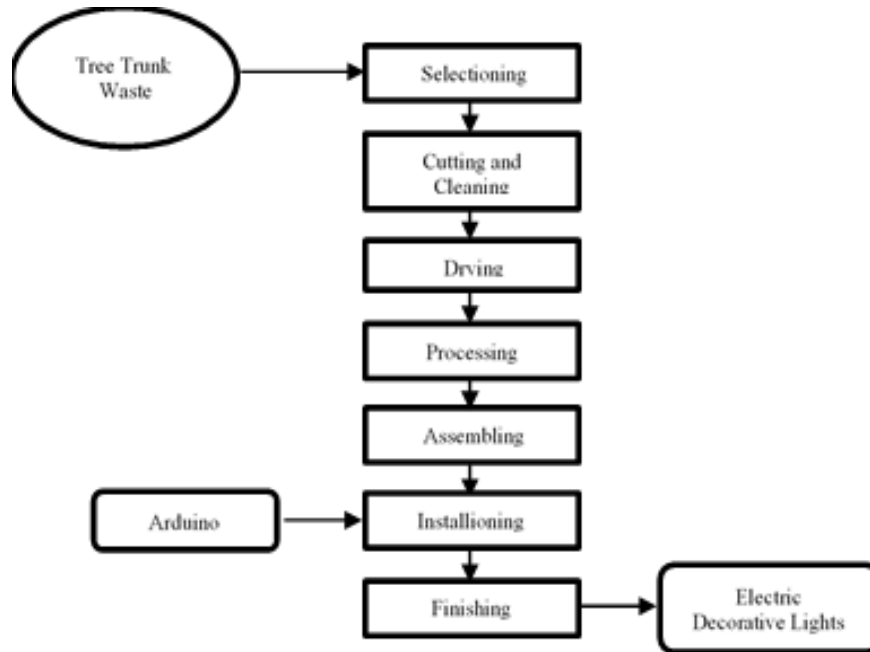 Tree Trunk
Waste
Selectioning
Cutting and
Cleaning
Drying
Processing
Assembling
Arduino
Installioning
Finishing
Electric
Decorative Lights